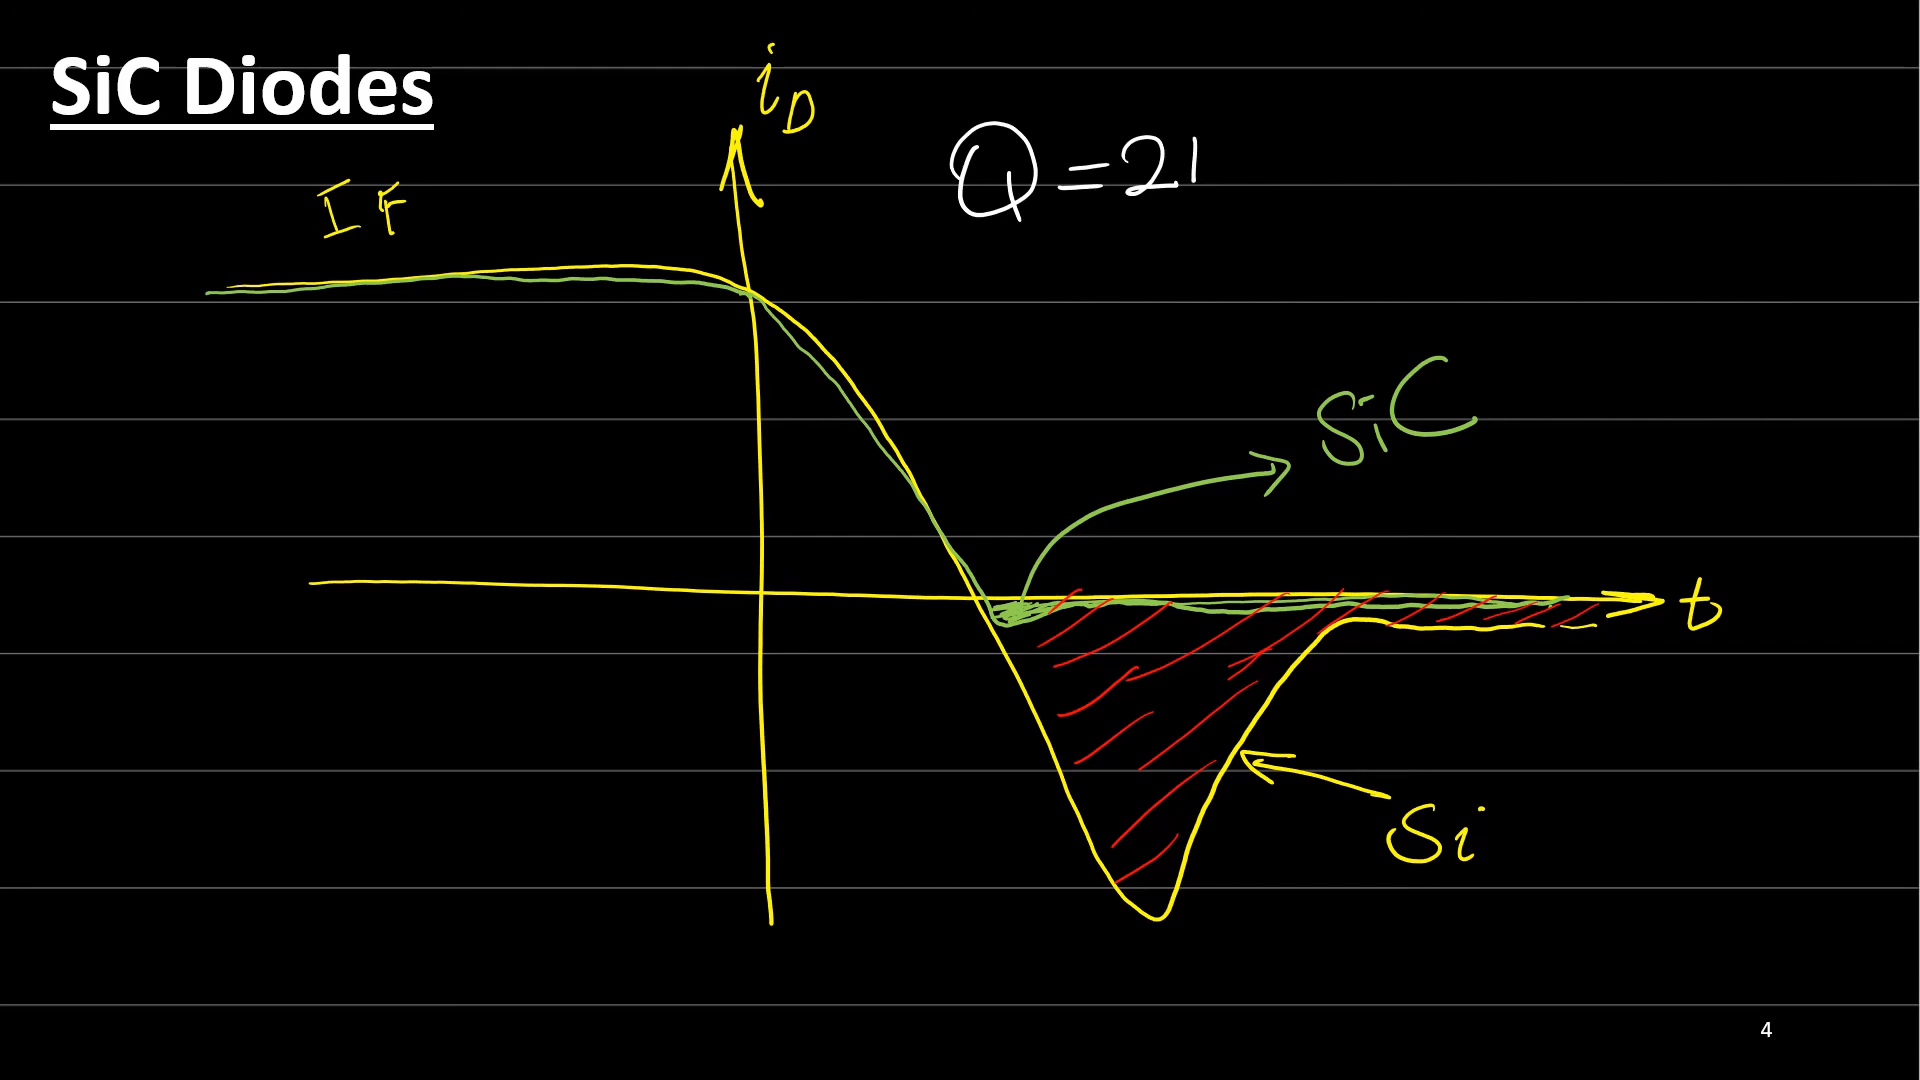 SiC Diodes
i_D
Q = 21
I_F
SiC
t
Si
4